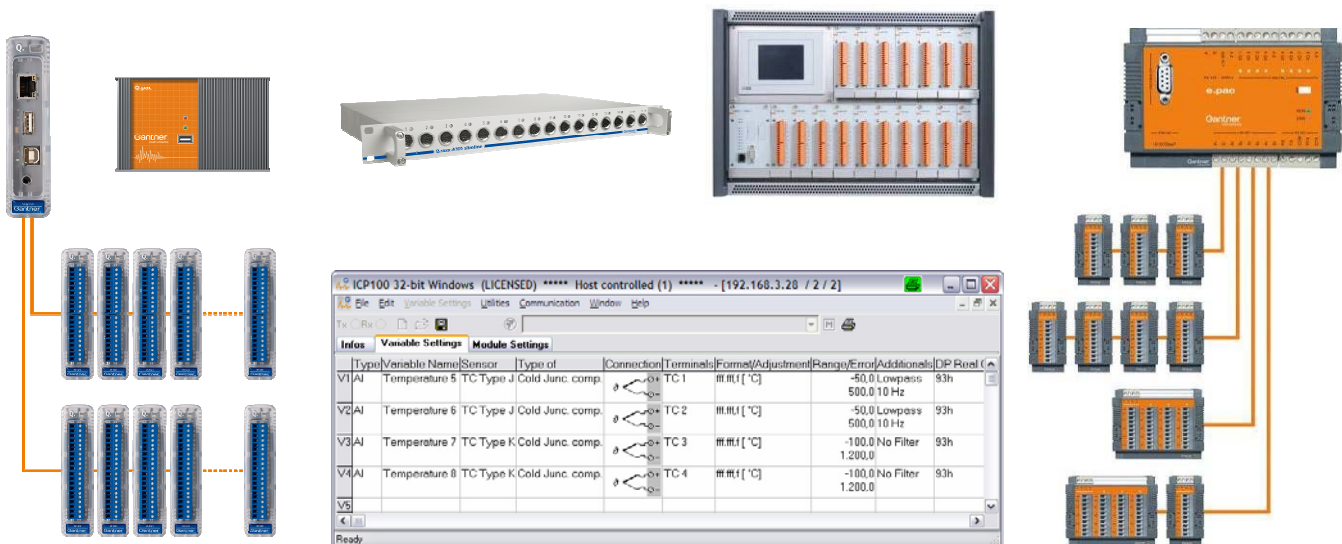 Q.
Q.gate
Gantner
Gantner
e.pac
Gantner
Gantner
ICP100 32-bit Windows (LICENSED) ***** Host controlled (1) ***** - [192.168.3.28 / 2 / 2]
File Edit Variable Settings Utilities Communication Window Help
Tx Rx H
Infos Variable Settings Module Settings
Type Variable Name Sensor Type of Connection Terminals Format/Adjustment Range/Error Additionals DP Real (
V1 AI Temperature 5 TC Type J Cold Junc. comp. TC 1 fff.fff,f [ °C] -50,0 Lowpass 93h
500,0 10 Hz
V2 AI Temperature 6 TC Type J Cold Junc. comp. TC 2 fff.fff,f [ °C] -50,0 Lowpass 93h
500,0 10 Hz
V3 AI Temperature 7 TC Type K Cold Junc. comp. TC 3 fff.fff,f [ °C] -100,0 No Filter 93h
1.200,0
V4 AI Temperature 8 TC Type K Cold Junc. comp. TC 4 fff.fff,f [ °C] -100,0 No Filter 93h
1.200,0
V5
Ready